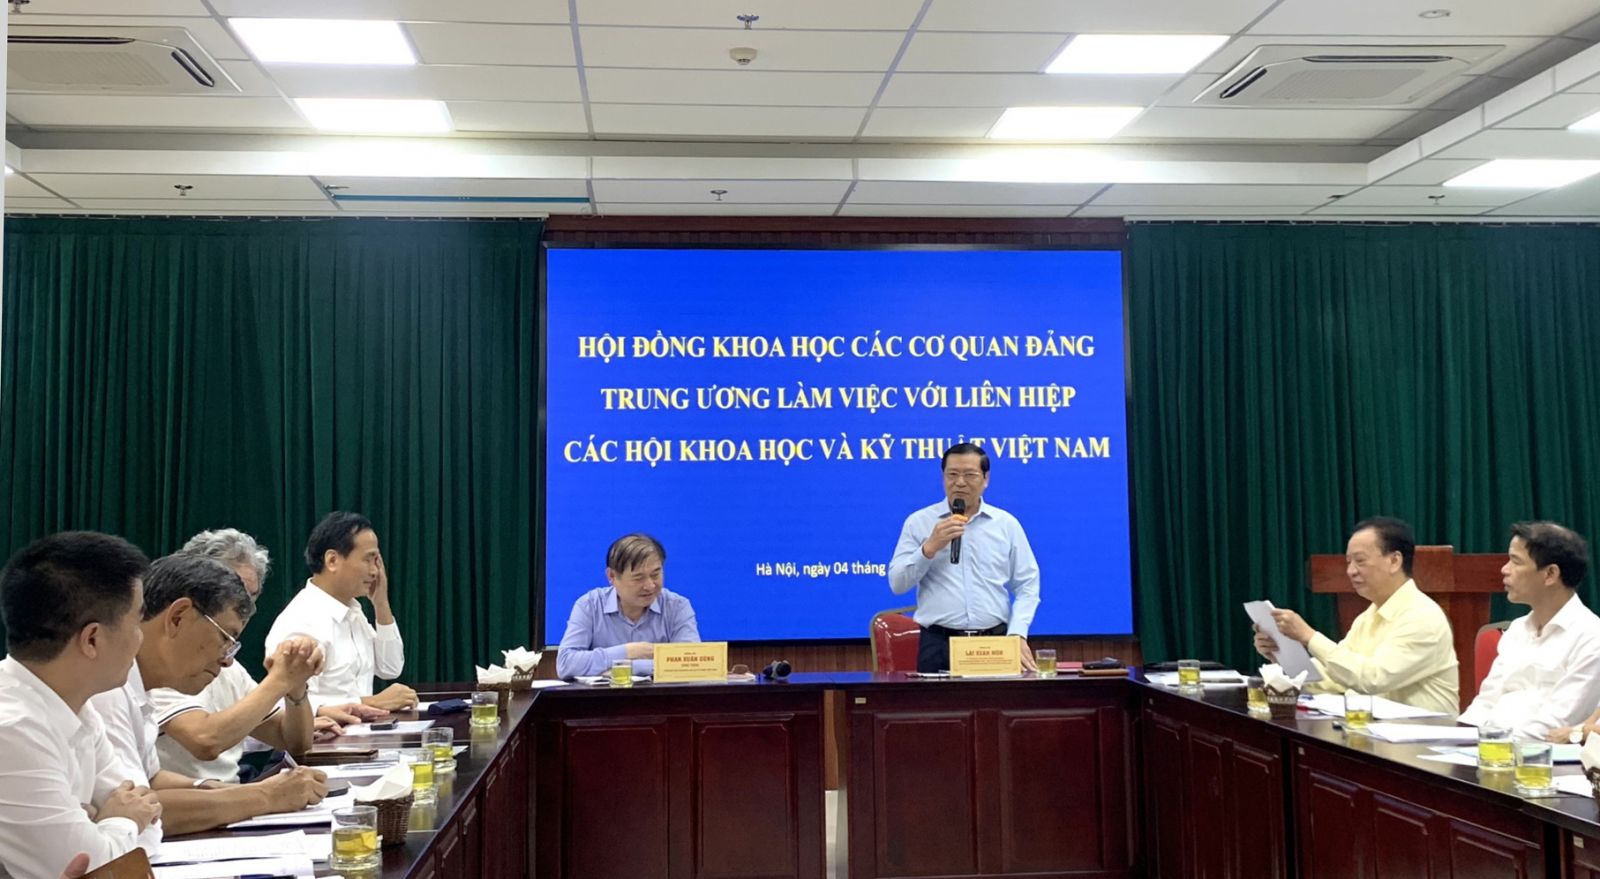 HỘI ĐỒNG KHOA HỌC CÁC CƠ QUAN ĐẢNG
TRUNG ƯƠNG LÀM VIỆC VỚI LIÊN HIỆP
CÁC HỘI KHOA HỌC VÀ KỸ THUẬT VIỆT NAM
Hà Nội, ngày 04 tháng
PHAN XUÂN DŨNG
LẠI XUÂN MÔN